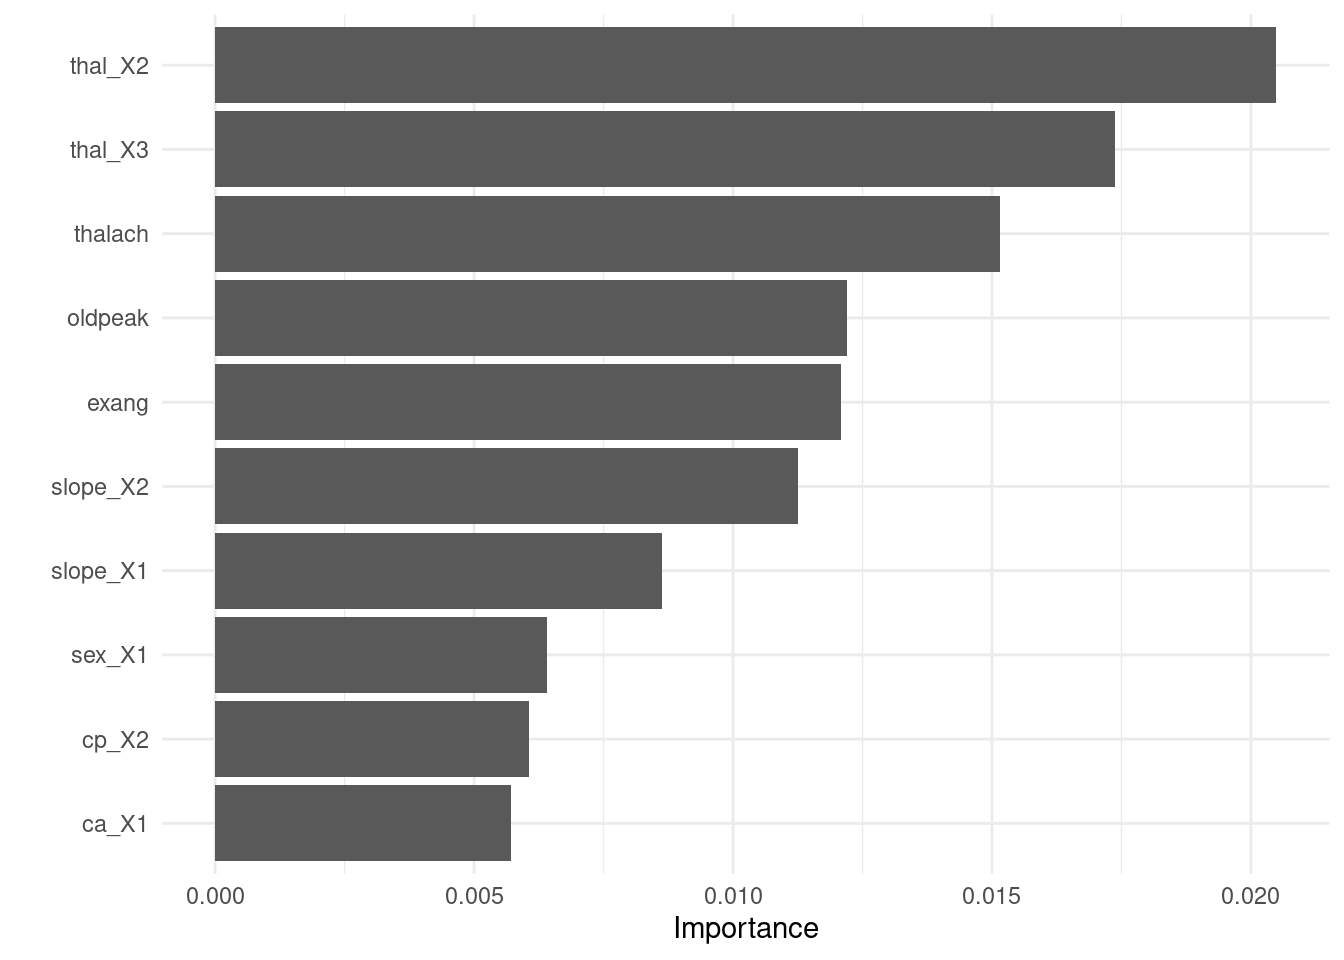 thal_X2
thal_X3
thalach
oldpeak
exang
slope_X2
slope_X1
sex_X1
cp_X2
ca_X1
0.000 0.005 0.010 0.015 0.020
Importance